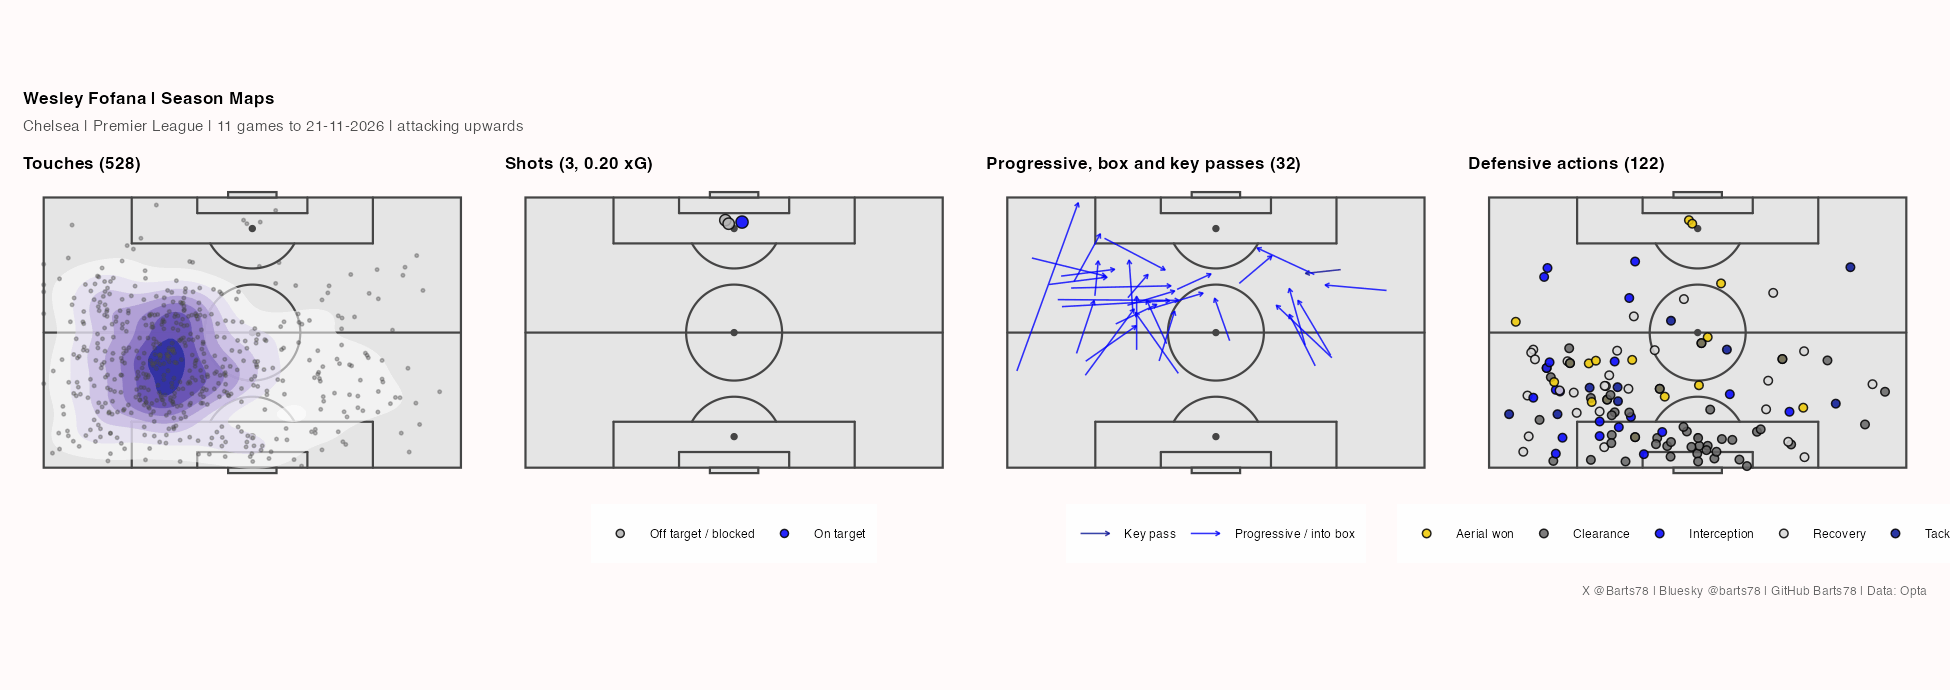 Wesley Fofana | Season Maps
Chelsea | Premier League | 11 games to 21-11-2026 | attacking upwards
Touches (528)
Shots (3, 0.20 xG)
Progressive, box and key passes (32)
Defensive actions (122)
Off target / blocked
On target
Key pass
Progressive / into box
Aerial won
Clearance
Interception
Recovery
Tack
X @Barts78 | Bluesky @barts78 | GitHub Barts78 | Data: Opta